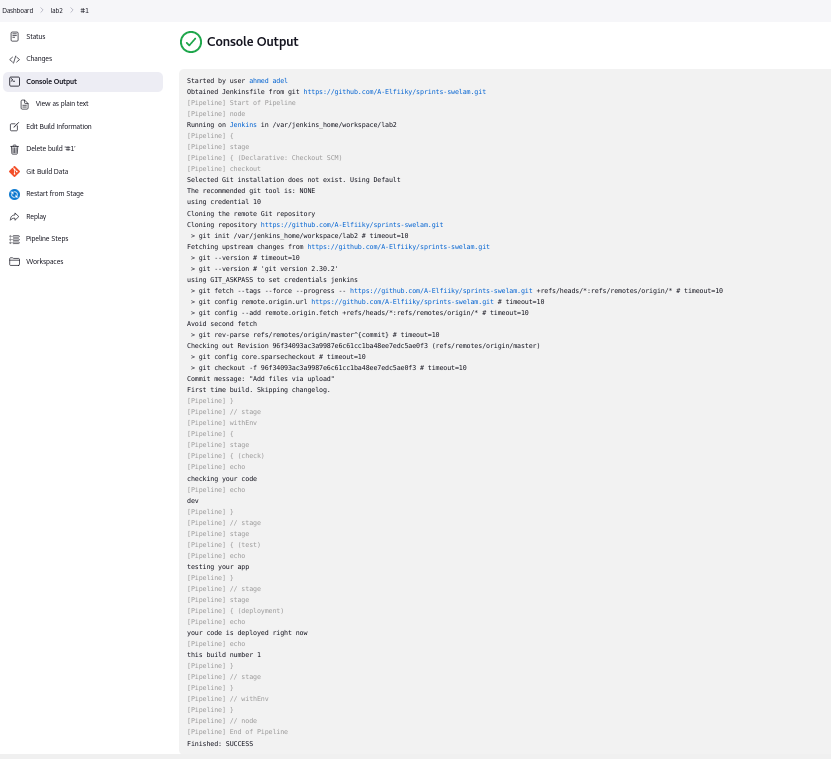 Dashboard > lab2 > #1
Status
Changes
Console Output
View as plain text
Edit Build Information
Delete build '#1'
Git Build Data
Restart from Stage
Replay
Pipeline Steps
Workspaces
Console Output
Started by user ahmed adel
Obtained Jenkinsfile from git https://github.com/A-Elfiiky/sprints-swelam.git
[Pipeline] Start of Pipeline
[Pipeline] node
Running on Jenkins in /var/jenkins_home/workspace/lab2
[Pipeline] {
[Pipeline] stage
[Pipeline] { (Declarative: Checkout SCM)
[Pipeline] checkout
Selected Git installation does not exist. Using Default
The recommended git tool is: NONE
using credential 10
Cloning the remote Git repository
Cloning repository https://github.com/A-Elfiiky/sprints-swelam.git
> git init /var/jenkins_home/workspace/lab2 # timeout=10
Fetching upstream changes from https://github.com/A-Elfiiky/sprints-swelam.git
> git --version # timeout=10
> git --version # 'git version 2.30.2'
using GIT_ASKPASS to set credentials jenkins
> git fetch --tags --force --progress -- https://github.com/A-Elfiiky/sprints-swelam.git +refs/heads/*:refs/remotes/origin/* # timeout=10
> git config remote.origin.url https://github.com/A-Elfiiky/sprints-swelam.git # timeout=10
> git config --add remote.origin.fetch +refs/heads/*:refs/remotes/origin/* # timeout=10
Avoid second fetch
> git rev-parse refs/remotes/origin/master^{commit} # timeout=10
Checking out Revision 96f34093ac3a9987e6c61cc1ba48ee7edc5ae0f3 (refs/remotes/origin/master)
> git config core.sparsecheckout # timeout=10
> git checkout -f 96f34093ac3a9987e6c61cc1ba48ee7edc5ae0f3 # timeout=10
Commit message: "Add files via upload"
First time build. Skipping changelog.
[Pipeline] }
[Pipeline] // stage
[Pipeline] withEnv
[Pipeline] {
[Pipeline] stage
[Pipeline] { (check)
[Pipeline] echo
checking your code
[Pipeline] echo
dev
[Pipeline] }
[Pipeline] // stage
[Pipeline] stage
[Pipeline] { (test)
[Pipeline] echo
testing your app
[Pipeline] }
[Pipeline] // stage
[Pipeline] stage
[Pipeline] { (deployment)
[Pipeline] echo
your code is deployed right now
[Pipeline] echo
this build number 1
[Pipeline] }
[Pipeline] // stage
[Pipeline] }
[Pipeline] // withEnv
[Pipeline] }
[Pipeline] // node
[Pipeline] End of Pipeline
Finished: SUCCESS